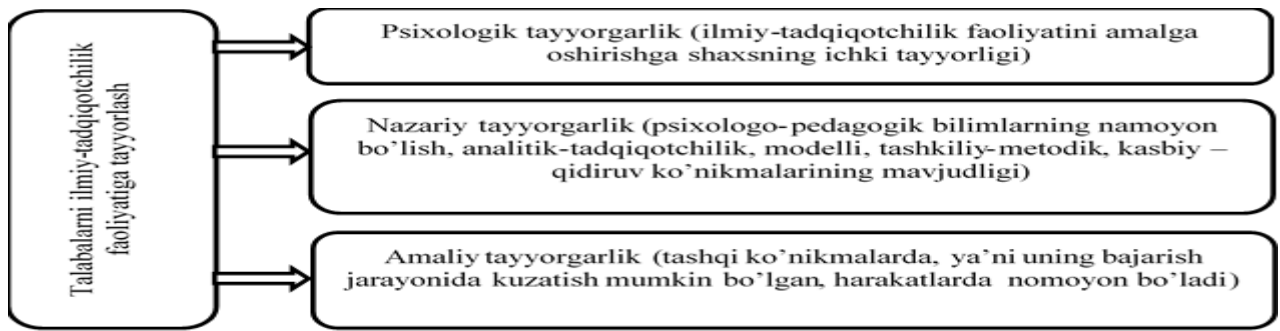 Talabalarni ilmiy-tadqiqotchilik
faoliyatiga tayyorlash
Psixologik tayyorgarlik (ilmiy-tadqiqotchilik faoliyatini amalga
oshirishga shaxsning ichki tayyorligi)
Nazariy tayyorgarlik (psixologo-pedagogik bilimlarning namoyon
bo’lish, analitik-tadqiqotchilik, modelli, tashkiliy-metodik, kasbiy –
qidiruv ko’nikmalarining mavjudligi)
Amaliy tayyorgarlik (tashqi ko’nikmalarda, ya’ni uning bajarish
jarayonida kuzatish mumkin bo’lgan, harakatlarda nomoyon bo’ladi)